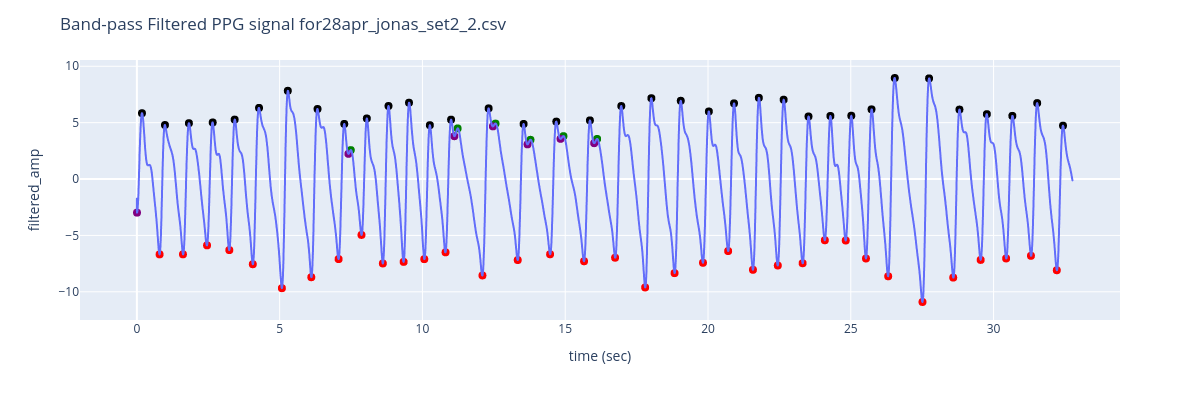 Band-pass Filtered PPG signal for28apr_jonas_set2_2.csv
filtered_amp
10
5
0
−5
−10
0 5 10 15 20 25 30
time (sec)